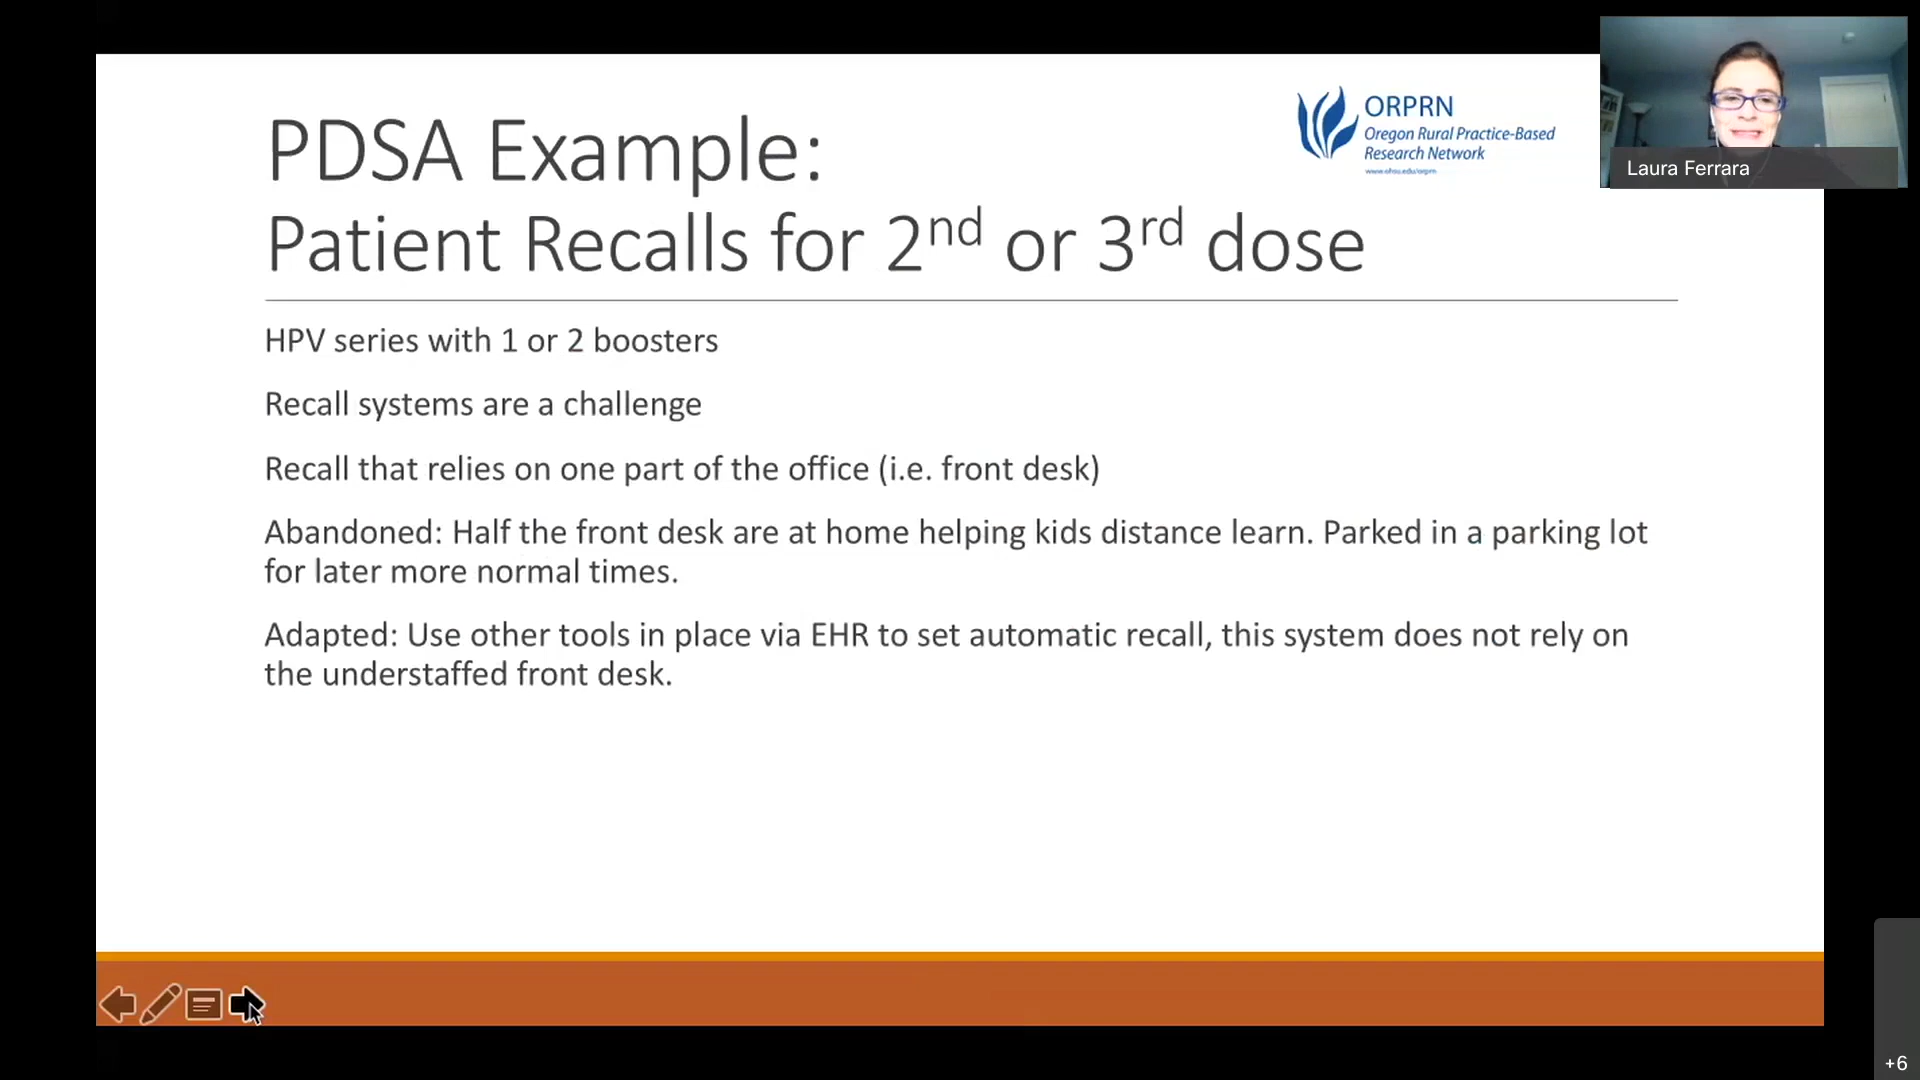 PDSA Example:
Patient Recalls for 2nd or 3rd dose
ORPRN
Oregon Rural Practice-Based
Research Network
www.ohsu.edu/orprn
Laura Ferrara
HPV series with 1 or 2 boosters
Recall systems are a challenge
Recall that relies on one part of the office (i.e. front desk)
Abandoned: Half the front desk are at home helping kids distance learn. Parked in a parking lot
for later more normal times.
Adapted: Use other tools in place via EHR to set automatic recall, this system does not rely on
the understaffed front desk.
+6